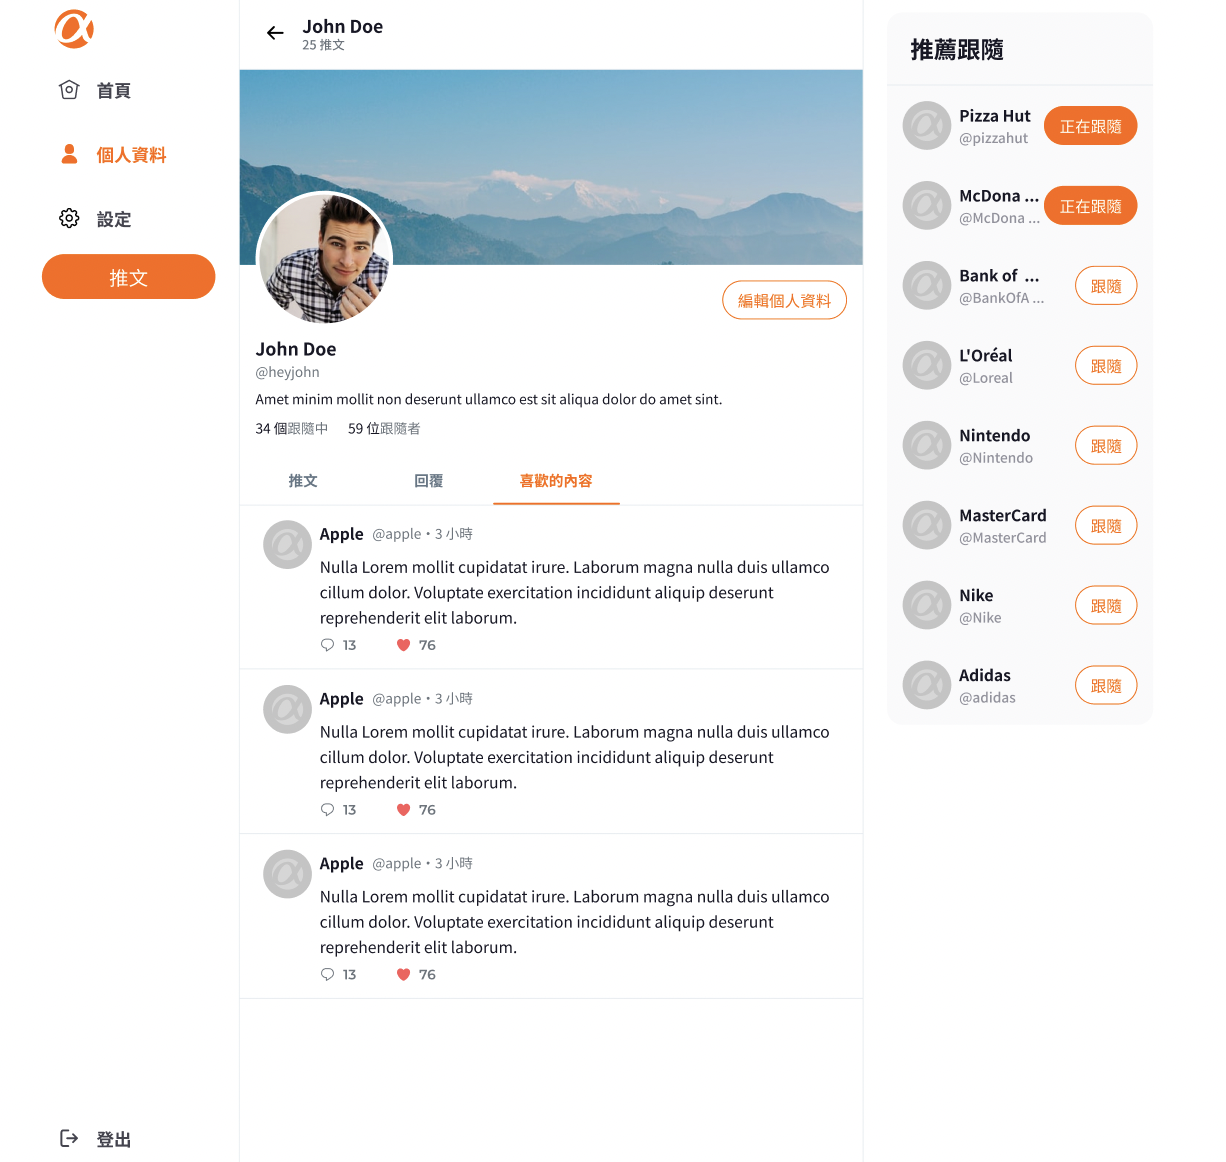 首頁
個人資料
設定
推文
登出
John Doe
25 推文
編輯個人資料
John Doe
@heyjohn
Amet minim mollit non deserunt ullamco est sit aliqua dolor do amet sint.
34 個跟隨中 59 位跟隨者
推文 回覆 喜歡的內容
Apple @apple・3 小時
Nulla Lorem mollit cupidatat irure. Laborum magna nulla duis ullamco
cillum dolor. Voluptate exercitation incididunt aliquip deserunt
reprehenderit elit laborum.
13 76
Apple @apple・3 小時
Nulla Lorem mollit cupidatat irure. Laborum magna nulla duis ullamco
cillum dolor. Voluptate exercitation incididunt aliquip deserunt
reprehenderit elit laborum.
13 76
Apple @apple・3 小時
Nulla Lorem mollit cupidatat irure. Laborum magna nulla duis ullamco
cillum dolor. Voluptate exercitation incididunt aliquip deserunt
reprehenderit elit laborum.
13 76
推薦跟隨
Pizza Hut
@pizzahut
正在跟隨
McDona ...
@McDona ...
正在跟隨
Bank of ...
@BankOfA ...
跟隨
L'Oréal
@Loreal
跟隨
Nintendo
@Nintendo
跟隨
MasterCard
@MasterCard
跟隨
Nike
@Nike
跟隨
Adidas
@adidas
跟隨